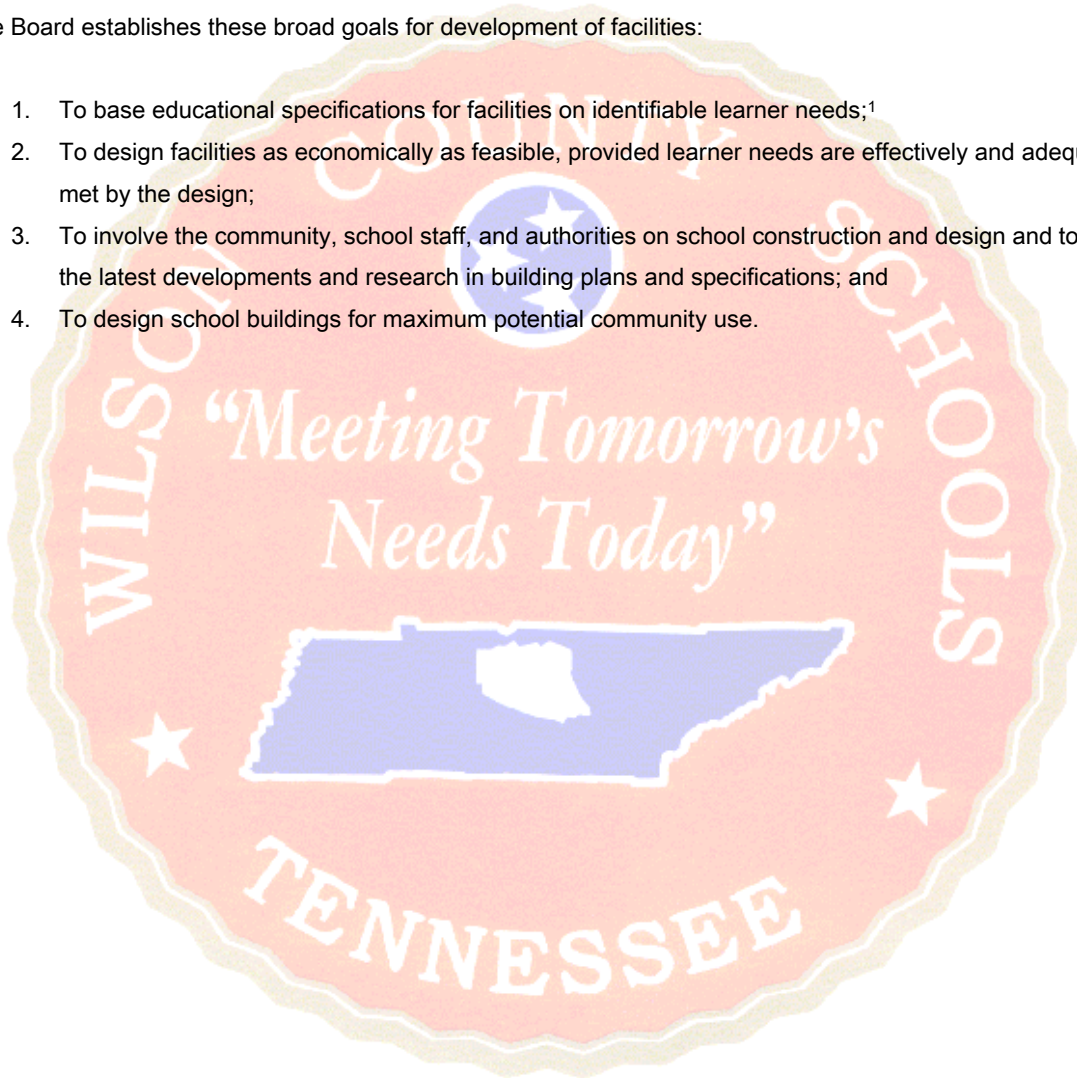 e Board establishes these broad goals for development of facilities:
1. To base educational specifications for facilities on identifiable learner needs;¹
2. To design facilities as economically as feasible, provided learner needs are effectively and adequ
met by the design;
3. To involve the community, school staff, and authorities on school construction and design and to
the latest developments and research in building plans and specifications; and
4. To design school buildings for maximum potential community use.
WILSON COUNTY SCHOOLS
“Meeting Tomorrow's
Needs Today”
TENNESSEE